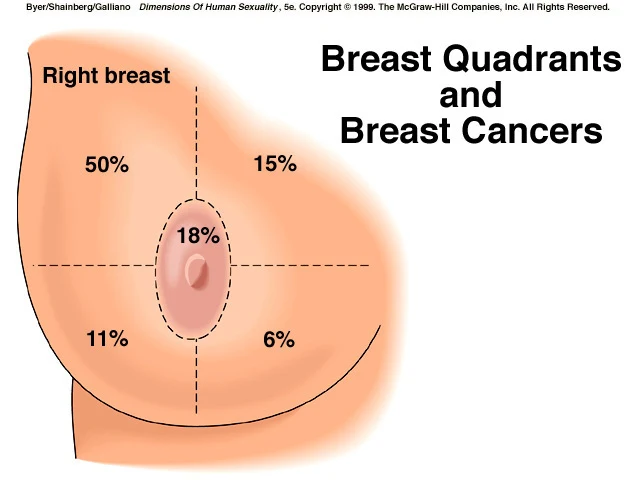 Byer/Shainberg/Galliano Dimensions Of Human Sexuality, 5e. Copyright © 1999. The McGraw-Hill Companies, Inc. All Rights Reserved.
Breast Quadrants
and
Breast Cancers
Right breast
50%
15%
18%
11%
6%